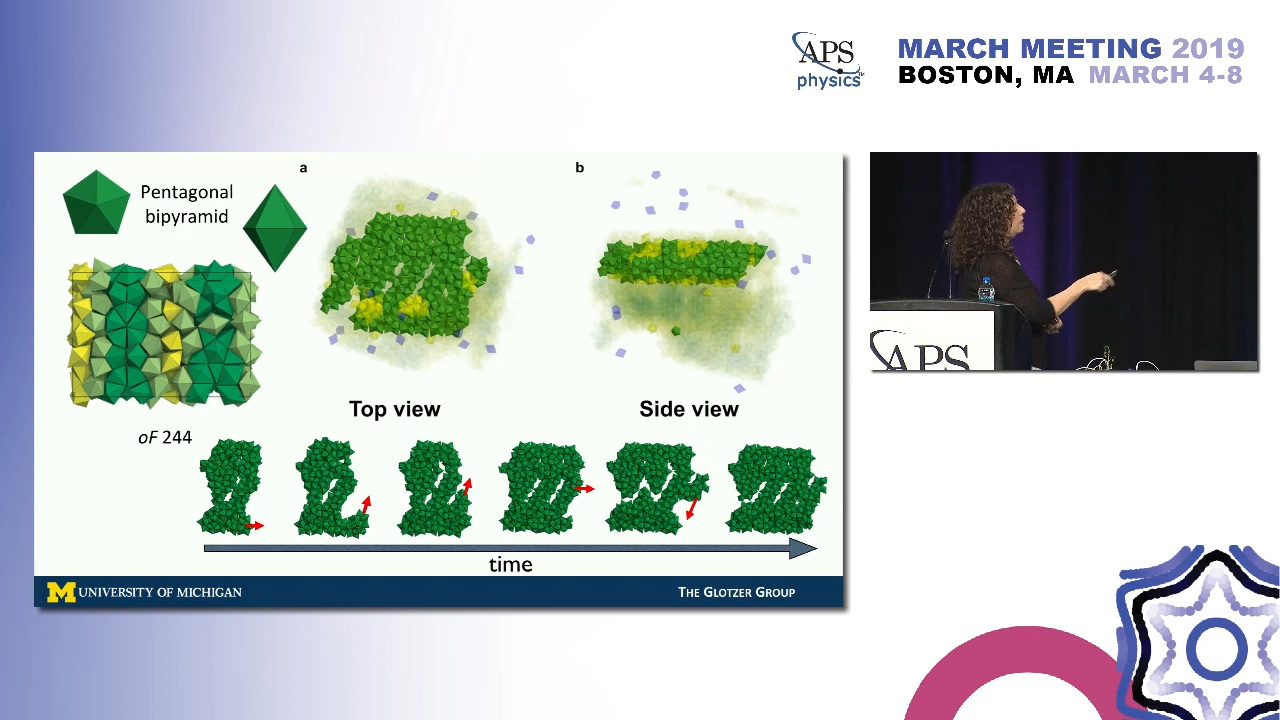 APS
physics™
MARCH MEETING 2019
BOSTON, MA MARCH 4-8
a
b
Pentagonal
bipyramid
Top view
Side view
oF 244
time
M UNIVERSITY OF MICHIGAN
THE GLOTZER GROUP
APS